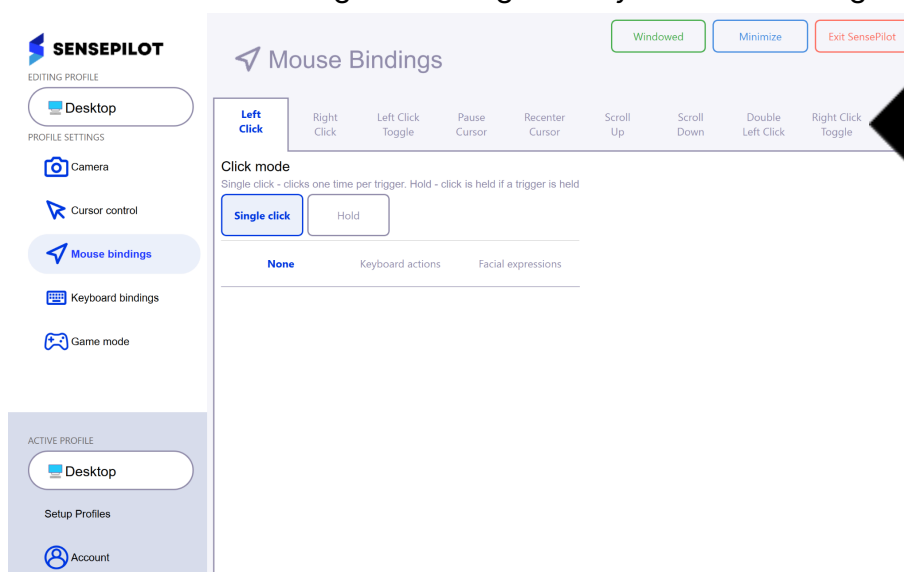 SENSEPILOT
EDITING PROFILE
Desktop
PROFILE SETTINGS
Camera
Cursor control
Mouse bindings
Keyboard bindings
Game mode
ACTIVE PROFILE
Desktop
Setup Profiles
Account
Windowed
Minimize
Exit SensePilot
Mouse Bindings
Left Click
Right Click
Left Click Toggle
Pause Cursor
Recenter Cursor
Scroll Up
Scroll Down
Double Left Click
Right Click Toggle
Click mode
Single click - clicks one time per trigger. Hold - click is held if a trigger is held
Single click
Hold
None
Keyboard actions
Facial expressions